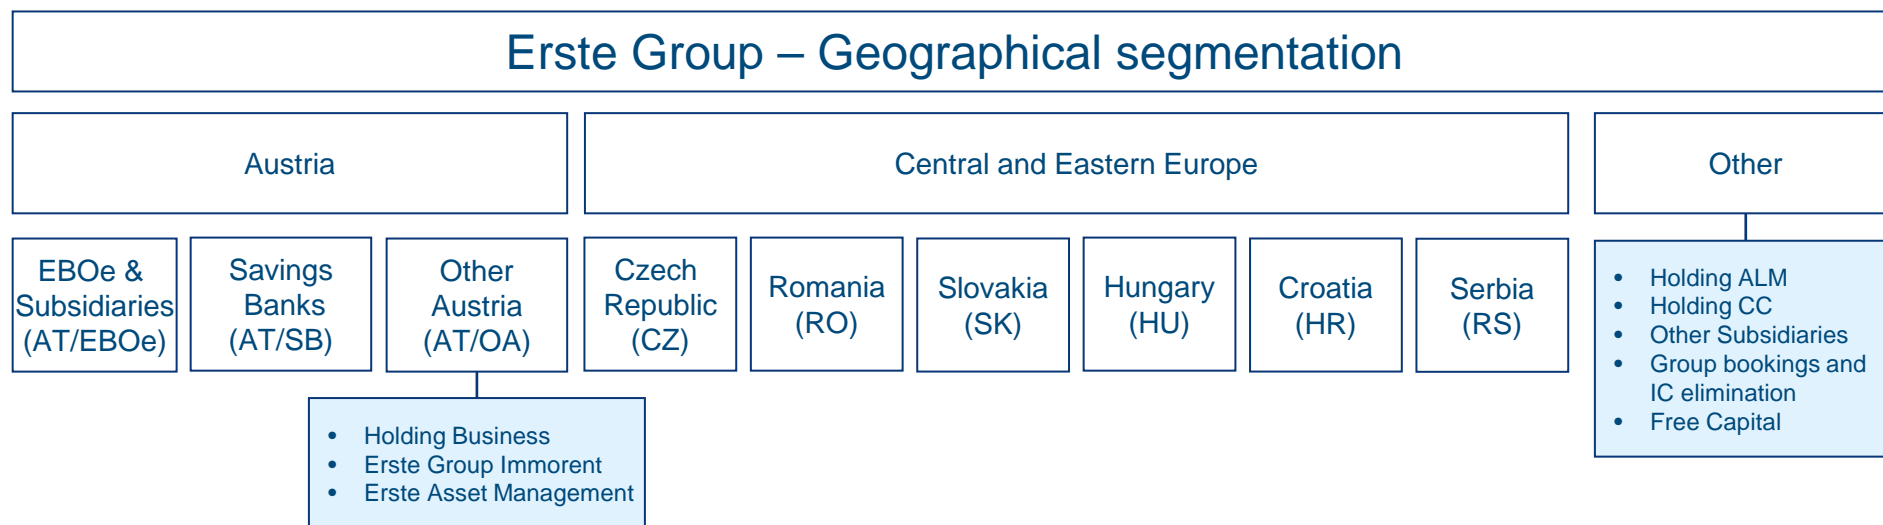 Erste Group – Geographical segmentation
Austria
Central and Eastern Europe
Other
EBOe &
Subsidiaries
(AT/EBOe)
Savings
Banks
(AT/SB)
Other
Austria
(AT/OA)
Czech
Republic
(CZ)
Romania
(RO)
Slovakia
(SK)
Hungary
(HU)
Croatia
(HR)
Serbia
(RS)
• Holding ALM
• Holding CC
• Other Subsidiaries
• Group bookings and
IC elimination
• Free Capital
• Holding Business
• Erste Group Immorent
• Erste Asset Management